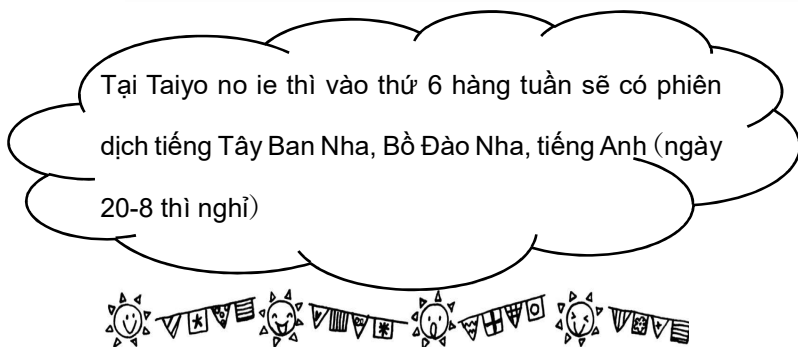 Tại Taiyo no ie thì vào thứ 6 hàng tuần sẽ có phiên
dịch tiếng Tây Ban Nha, Bồ Đào Nha, tiếng Anh（ngày
20-8 thì nghỉ）